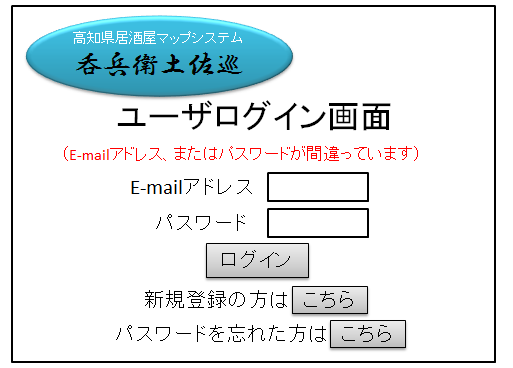 高知県居酒屋マップシステム
呑兵衛土佐巡
ユーザログイン画面
（E-mailアドレス、またはパスワードが間違っています）
E-mailアドレス
パスワード
ログイン
新規登録の方は こちら
パスワードを忘れた方は こちら